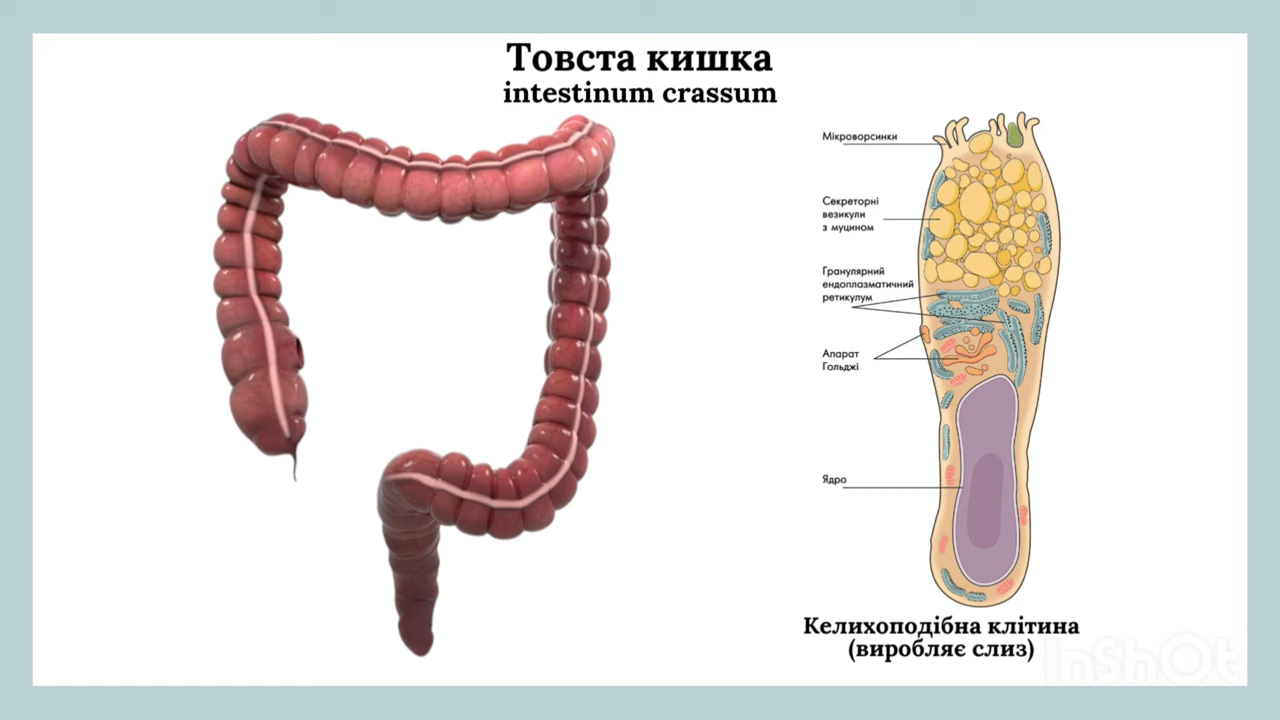 Товста кишка
intestinum crassum
Мікроворсинки
Секреторні
везикули
з муцином
Гранулярний
ендоплазматичний
ретикулум
Апарат
Гольджі
Ядро
Келихоподібна клітина
(виробляє слиз)
InShOt